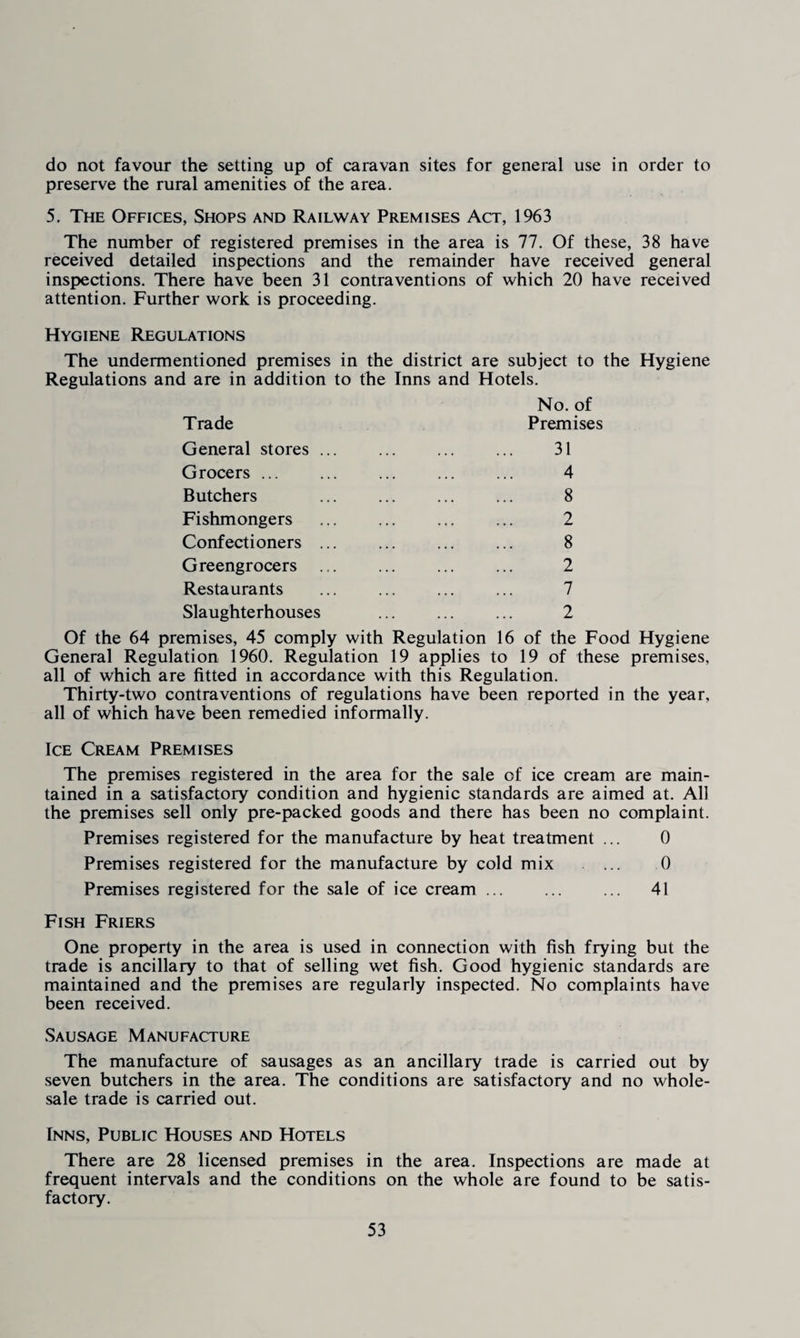 do not favour the setting up of caravan sites for general use in order to
preserve the rural amenities of the area.
5. The Offices, Shops and Railway Premises Act, 1963
The number of registered premises in the area is 77. Of these, 38 have
received detailed inspections and the remainder have received general
inspections. There have been 31 contraventions of which 20 have received
attention. Further work is proceeding.
Hygiene Regulations
The undermentioned premises in the district are subject to the Hygiene
Regulations and are in addition to the Inns and Hotels.
No. of
Trade Premises
General stores ... ... ... ... 31
Grocers ... ... ... ... ... 4
Butchers ... ... ... ... 8
Fishmongers ... ... ... ... 2
Confectioners ... ... ... ... 8
Greengrocers ... ... ... ... 2
Restaurants ... ... ... ... 7
Slaughterhouses ... ... ... 2
Of the 64 premises, 45 comply with Regulation 16 of the Food Hygiene
General Regulation 1960. Regulation 19 applies to 19 of these premises,
all of which are fitted in accordance with this Regulation.
Thirty-two contraventions of regulations have been reported in the year,
all of which have been remedied informally.
Ice Cream Premises
The premises registered in the area for the sale of ice cream are main-
tained in a satisfactory condition and hygienic standards are aimed at. All
the premises sell only pre-packed goods and there has been no complaint.
Premises registered for the manufacture by heat treatment ... 0
Premises registered for the manufacture by cold mix ... 0
Premises registered for the sale of ice cream ... ... ... 41
Fish Friers
One property in the area is used in connection with fish frying but the
trade is ancillary to that of selling wet fish. Good hygienic standards are
maintained and the premises are regularly inspected. No complaints have
been received.
Sausage Manufacture
The manufacture of sausages as an ancillary trade is carried out by
seven butchers in the area. The conditions are satisfactory and no whole-
sale trade is carried out.
Inns, Public Houses and Hotels
There are 28 licensed premises in the area. Inspections are made at
frequent intervals and the conditions on the whole are found to be satis-
factory.
53